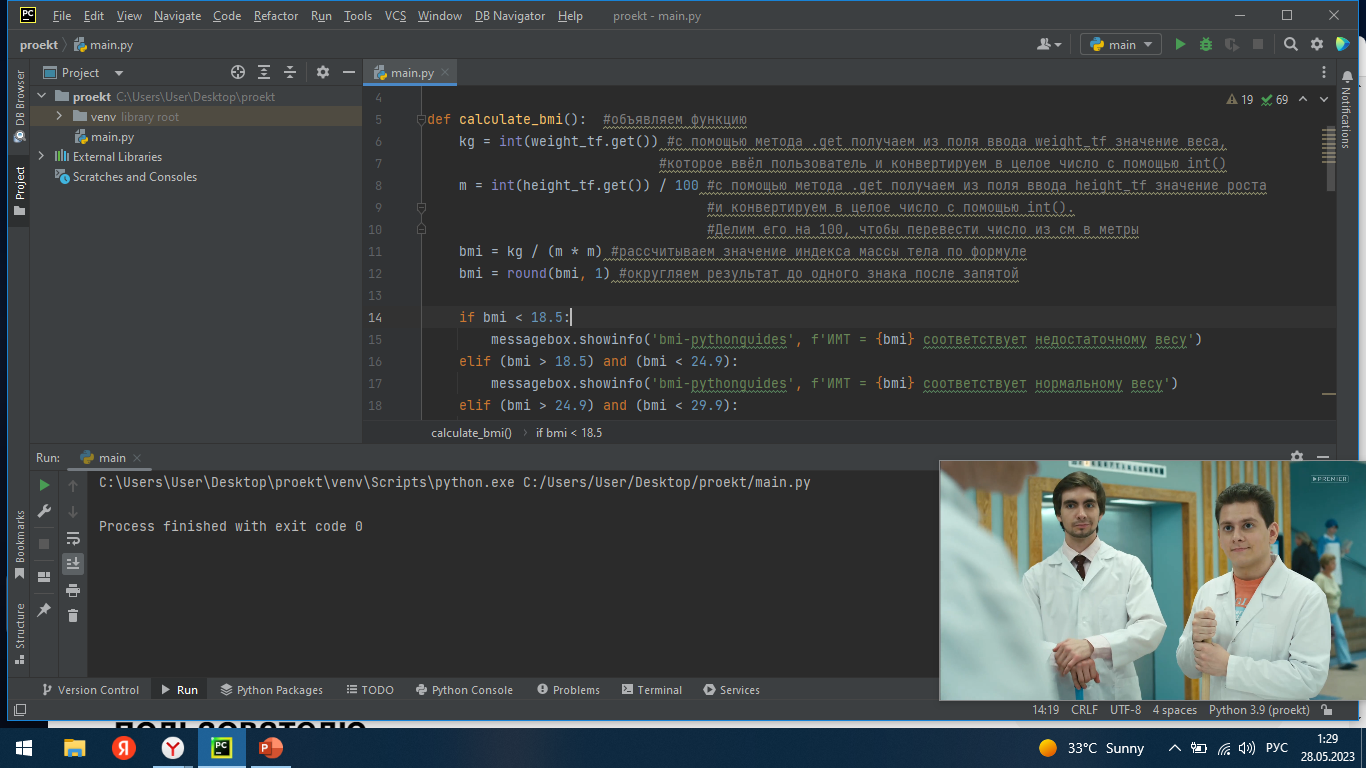 File Edit View Navigate Code Refactor Run Tools VCS Window DB Navigator Help proekt - main.py
proekt main.py main
Project main.py
proekt C:\Users\User\Desktop\proekt
venv library root
main.py
External Libraries
Scratches and Consoles
DB Browser
Project
Bookmarks
Structure
Notifications
19 69
4
5 def calculate_bmi(): #объявляем функцию
6 kg = int(weight_tf.get()) #с помощью метода .get получаем из поля ввода weight_tf значение веса,
7 #которое ввёл пользователь и конвертируем в целое число с помощью int()
8 m = int(height_tf.get()) / 100 #с помощью метода .get получаем из поля ввода height_tf значение роста
9 #и конвертируем в целое число с помощью int().
10 #Делим его на 100, чтобы перевести число из см в метры
11 bmi = kg / (m * m) #рассчитываем значение индекса массы тела по формуле
12 bmi = round(bmi, 1) #округляем результат до одного знака после запятой
13
14 if bmi < 18.5:
15 messagebox.showinfo('bmi-pythonguides', f'ИМТ = {bmi} соответствует недостаточному весу')
16 elif (bmi > 18.5) and (bmi < 24.9):
17 messagebox.showinfo('bmi-pythonguides', f'ИМТ = {bmi} соответствует нормальному весу')
18 elif (bmi > 24.9) and (bmi < 29.9):
calculate_bmi() if bmi < 18.5
Run: main
C:\Users\User\Desktop\proekt\venv\Scripts\python.exe C:/Users/User/Desktop/proekt/main.py
Process finished with exit code 0
PREMIER
Version Control Run Python Packages TODO Python Console Problems Terminal Services
14:19 CRLF UTF-8 4 spaces Python 3.9 (proekt)
33°C Sunny РУС 1:29
28.05.2023